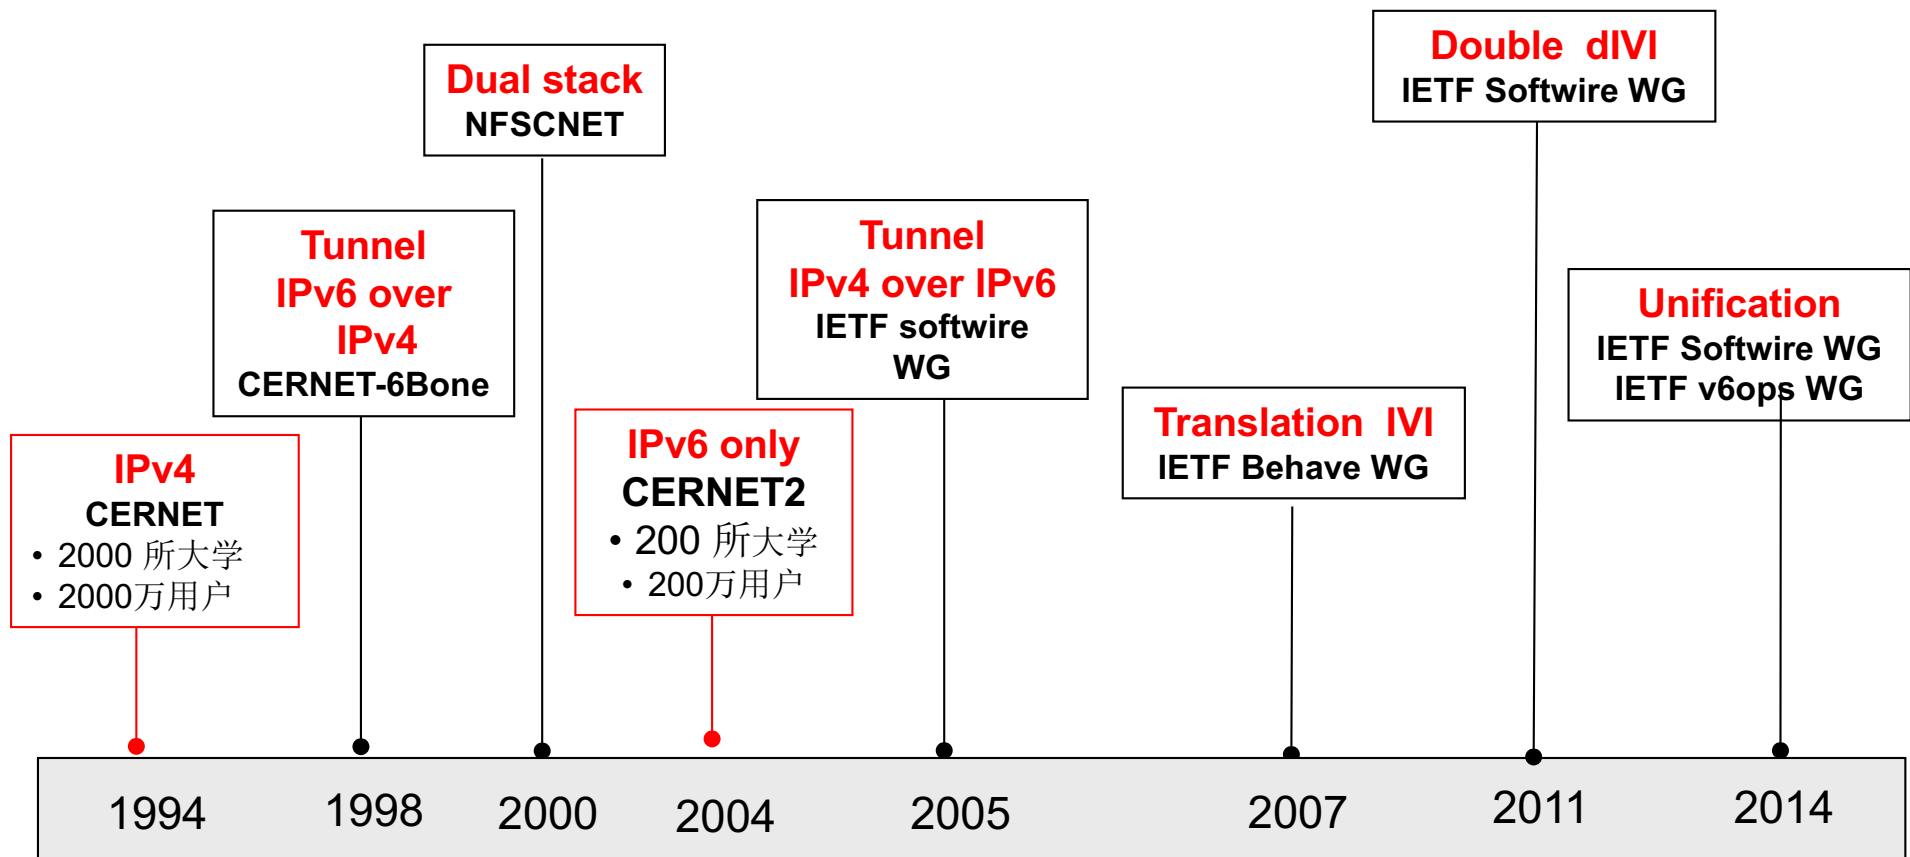 IPv4
CERNET
• 2000 所大学
• 2000万用户
Tunnel
IPv6 over
IPv4
CERNET-6Bone
Dual stack
NFSCNET
IPv6 only
CERNET2
• 200 所大学
• 200万用户
Tunnel
IPv4 over IPv6
IETF softwire
WG
Translation IVI
IETF Behave WG
Double dIVI
IETF Softwire WG
Unification
IETF Softwire WG
IETF v6ops WG
1994
1998
2000
2004
2005
2007
2011
2014